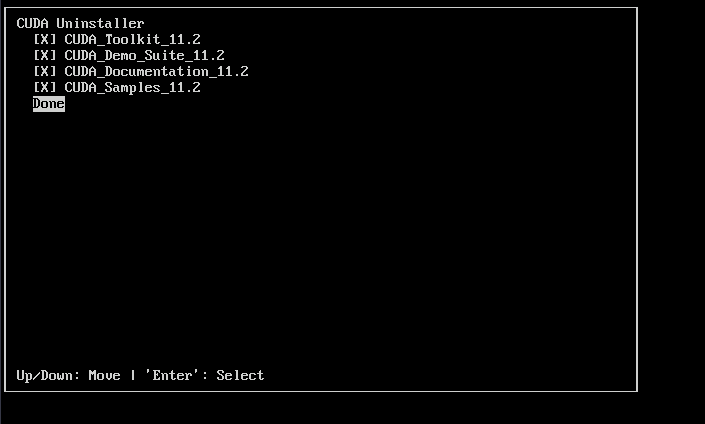 CUDA Uninstaller
[X] CUDA_Toolkit_11.2
[X] CUDA_Demo_Suite_11.2
[X] CUDA_Documentation_11.2
[X] CUDA_Samples_11.2
Done
Up/Down: Move | 'Enter': Select